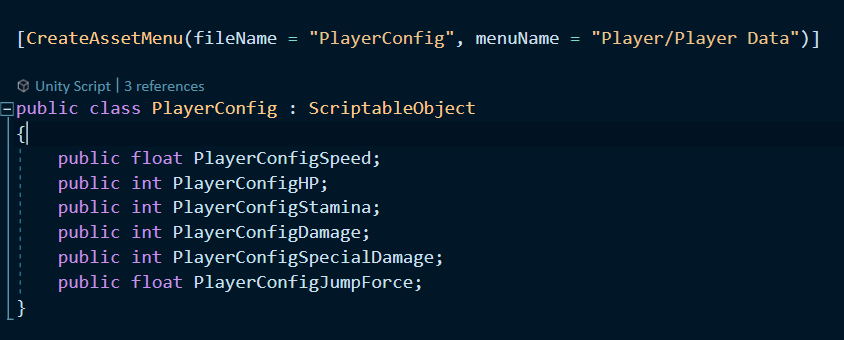 [CreateAssetMenu(fileName = "PlayerConfig", menuName = "Player/Player Data")]
Unity Script | 3 references
public class PlayerConfig : ScriptableObject
{
public float PlayerConfigSpeed;
public int PlayerConfigHP;
public int PlayerConfigStamina;
public int PlayerConfigDamage;
public int PlayerConfigSpecialDamage;
public float PlayerConfigJumpForce;
}